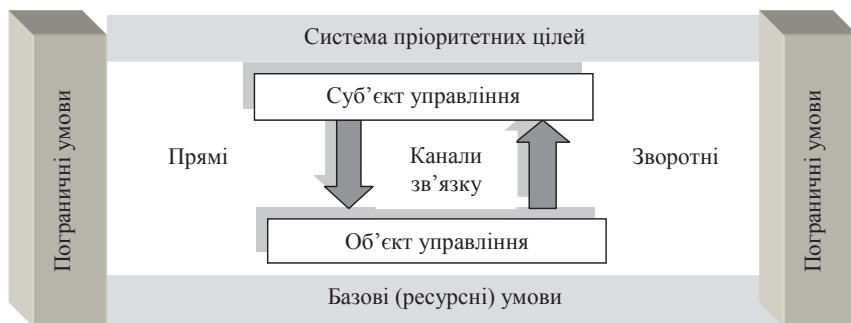 Система пріоритетних цілей
Пограничні умови
Суб’єкт управління
Прямі
Канали
зв’язку
Зворотні
Об’єкт управління
Базові (ресурсні) умови
Пограничні умови